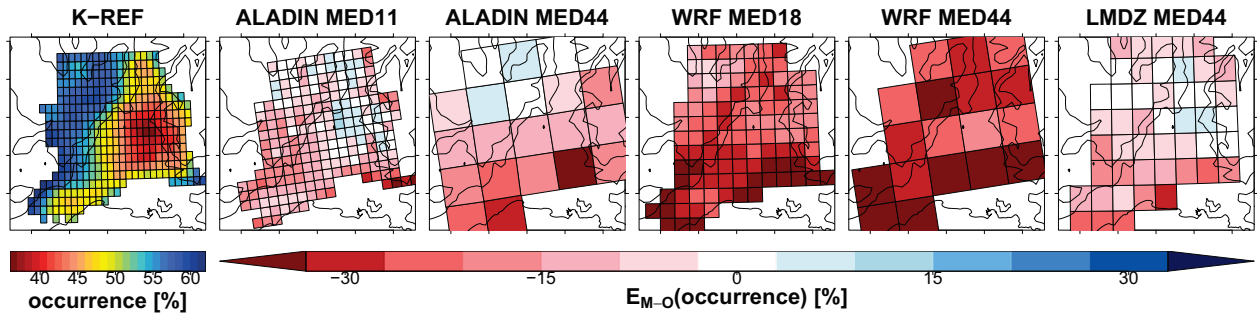 K−REF ALADIN MED11 ALADIN MED44 WRF MED18 WRF MED44 LMDZ MED44
40 45 50 55 60 −30 −15 0 15 30
occurrence [%] E_M−O(occurrence) [%]